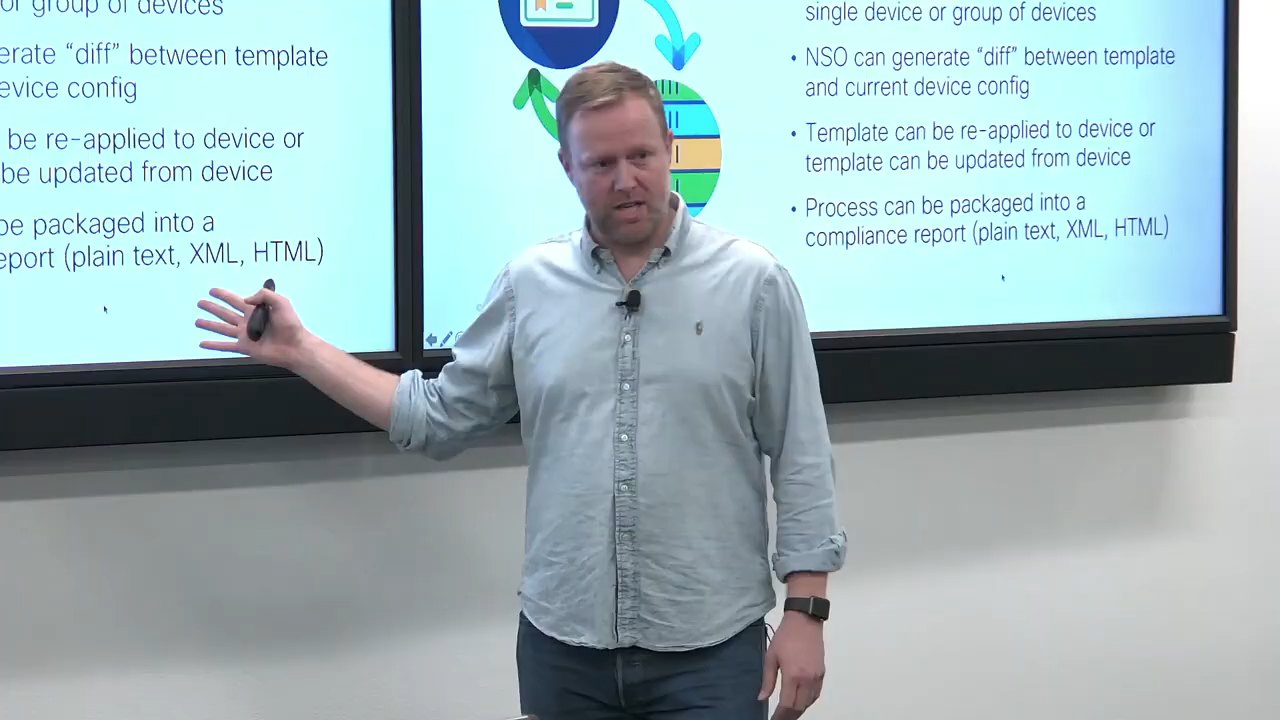 or group of devices
erate “diff” between template
evice config
be re-applied to device or
be updated from device
be packaged into a
eport (plain text, XML, HTML)
single device or group of devices
• NSO can generate “diff” between template
and current device config
• Template can be re-applied to device or
template can be updated from device
• Process can be packaged into a
compliance report (plain text, XML, HTML)